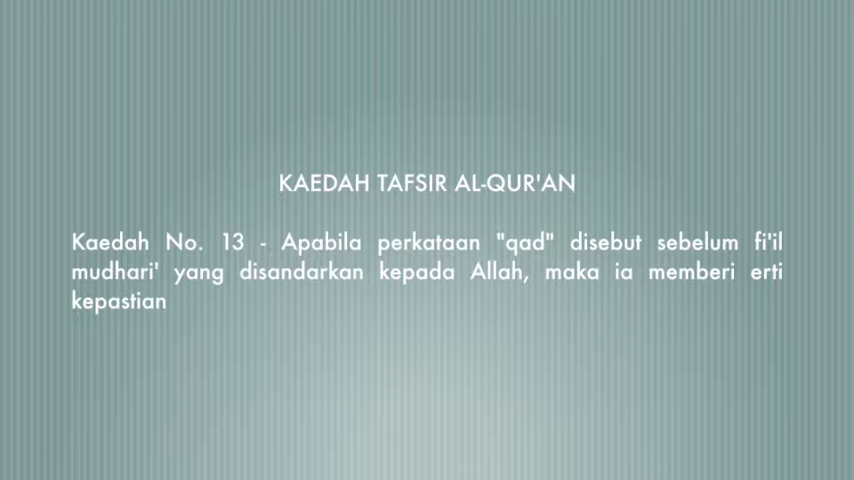 KAEDAH TAFSIR AL-QUR'AN
Kaedah No. 13 - Apabila perkataan "qad" disebut sebelum fi'il
mudhari' yang disandarkan kepada Allah, maka ia memberi erti
kepastian